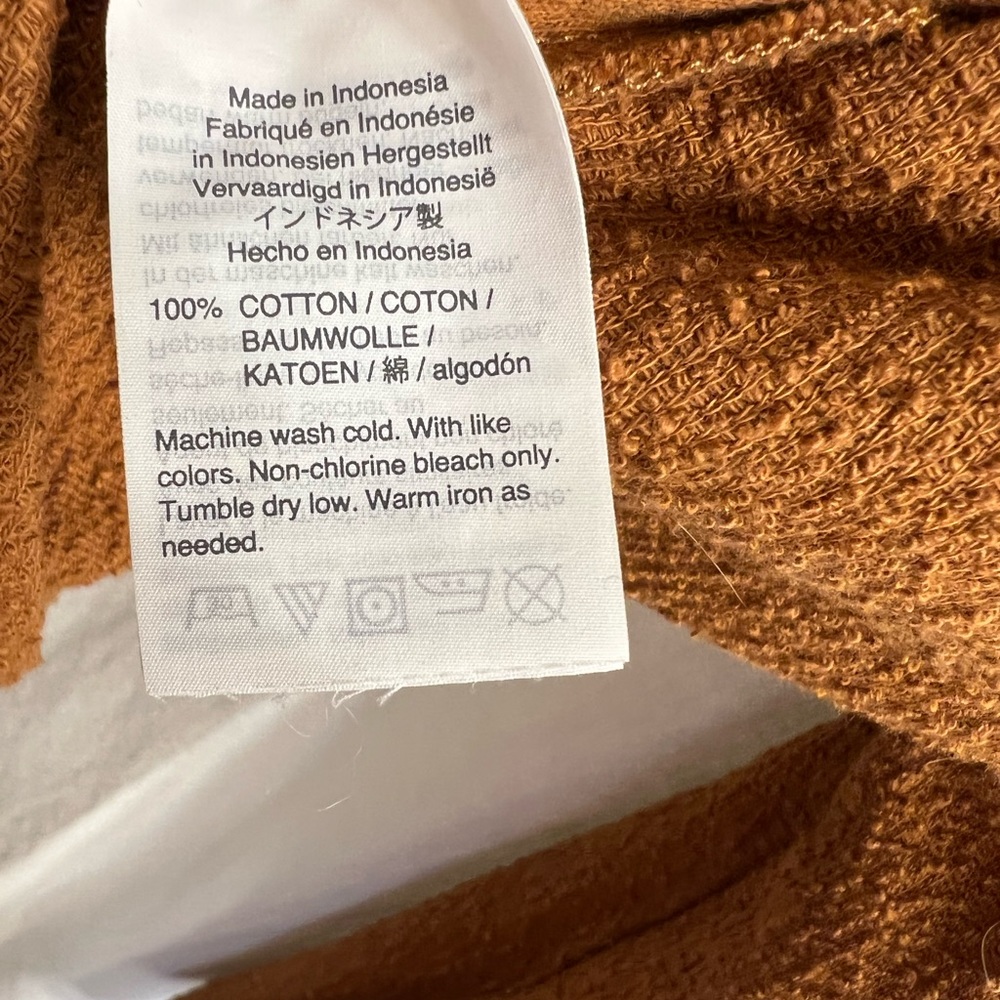 Made in Indonesia
Fabriqué en Indonésie
in Indonesien Hergestellt
Vervaardigd in Indonesië
インドネシア製
Hecho en Indonesia
100% COTTON / COTON /
BAUMWOLLE /
KATOEN / 綿 / algodón
Machine wash cold. With like
colors. Non-chlorine bleach only.
Tumble dry low. Warm iron as
needed.